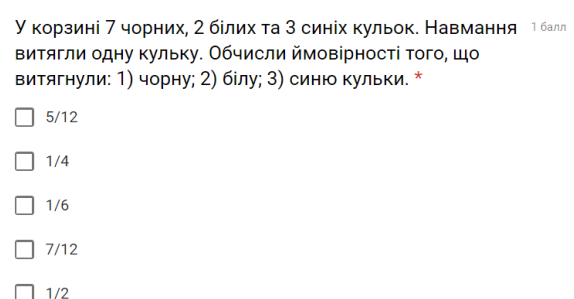 У корзині 7 чорних, 2 білих та 3 синіх кульок. Навмання 1 балл
витягли одну кульку. Обчисли ймовірності того, що
витягнули: 1) чорну; 2) білу; 3) синю кульки. *
5/12
1/4
1/6
7/12
1/2